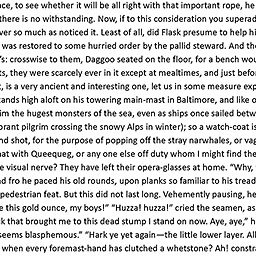 ce, to see whether it will be all right with that important rope, he
there is no withstanding. Now, if to this consideration you superad
ver so much as noticed it. Least of all, did Flask presume to help hi
was restored to some hurried order by the pallid steward. And the
's: crosswise to them, Daggoo seated on the floor, for a bench wou
ts, they were scarcely ever in it except at mealtimes, and just befor
, is a very ancient and interesting one, let us in some measure exp
ands high aloft on his towering main-mast in Baltimore, and like o
im the hugest monsters of the sea, even as ships once sailed betw
brant pilgrim crossing the snowy Alps in winter); so a watch-coat is
nd shot, for the purpose of popping off the stray narwhales, or vag
hat with Queequeg, or any one else off duty whom I might find the
e visual nerve? They have left their opera-glasses at home. "Why,
nd fro he paced his old rounds, upon planks so familiar to his tread
pedestrian feat. But this did not last long. Vehemently pausing, he
e this gold ounce, my boys!" "Huzza! huzza!" cried the seamen, as
k that brought me to this dead stump I stand on now. Aye, aye," h
seems blasphemous." "Hark ye yet again—the little lower layer. All
when every foremast-hand has clutched a whetstone? Ah! constra